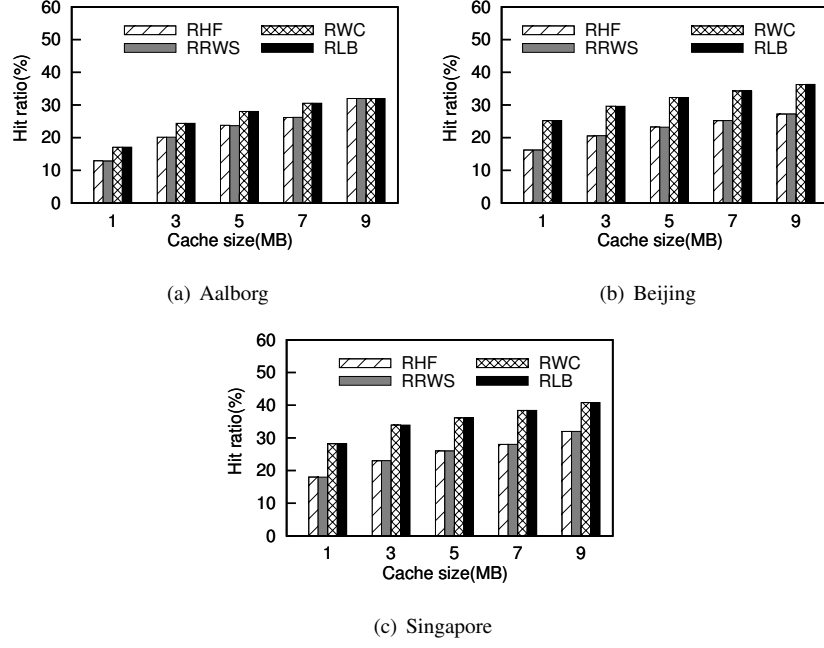 60
50
40
30
20
10
0
Hit ratio(%)
RHF
RRWS
RWC
RLB
1 3 5 7 9
Cache size(MB)
(a) Aalborg
60
50
40
30
20
10
0
Hit ratio(%)
RHF
RRWS
RWC
RLB
1 3 5 7 9
Cache size(MB)
(b) Beijing
60
50
40
30
20
10
0
Hit ratio(%)
RHF
RRWS
RWC
RLB
1 3 5 7 9
Cache size(MB)
(c) Singapore